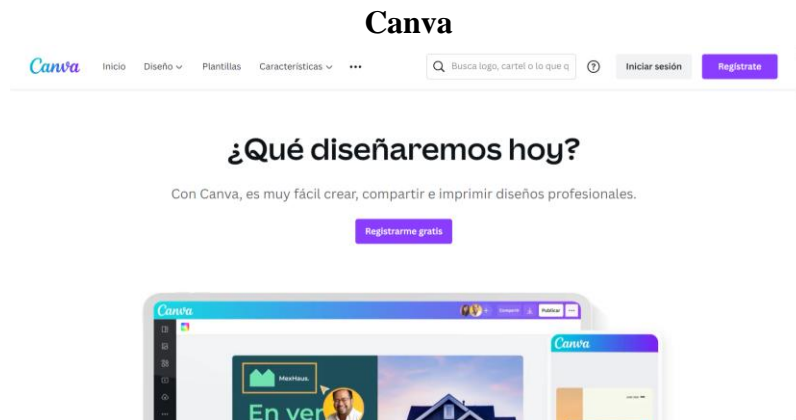 Canva
Canva Inicio Diseño Plantillas Características ••• Busca logo, cartel o lo que q ? Iniciar sesión Regístrate
¿Qué diseñaremos hoy?
Con Canva, es muy fácil crear, compartir e imprimir diseños profesionales.
Registrarme gratis
Canva Compartir Publicar •••
Canva
MexHaus.
En ver